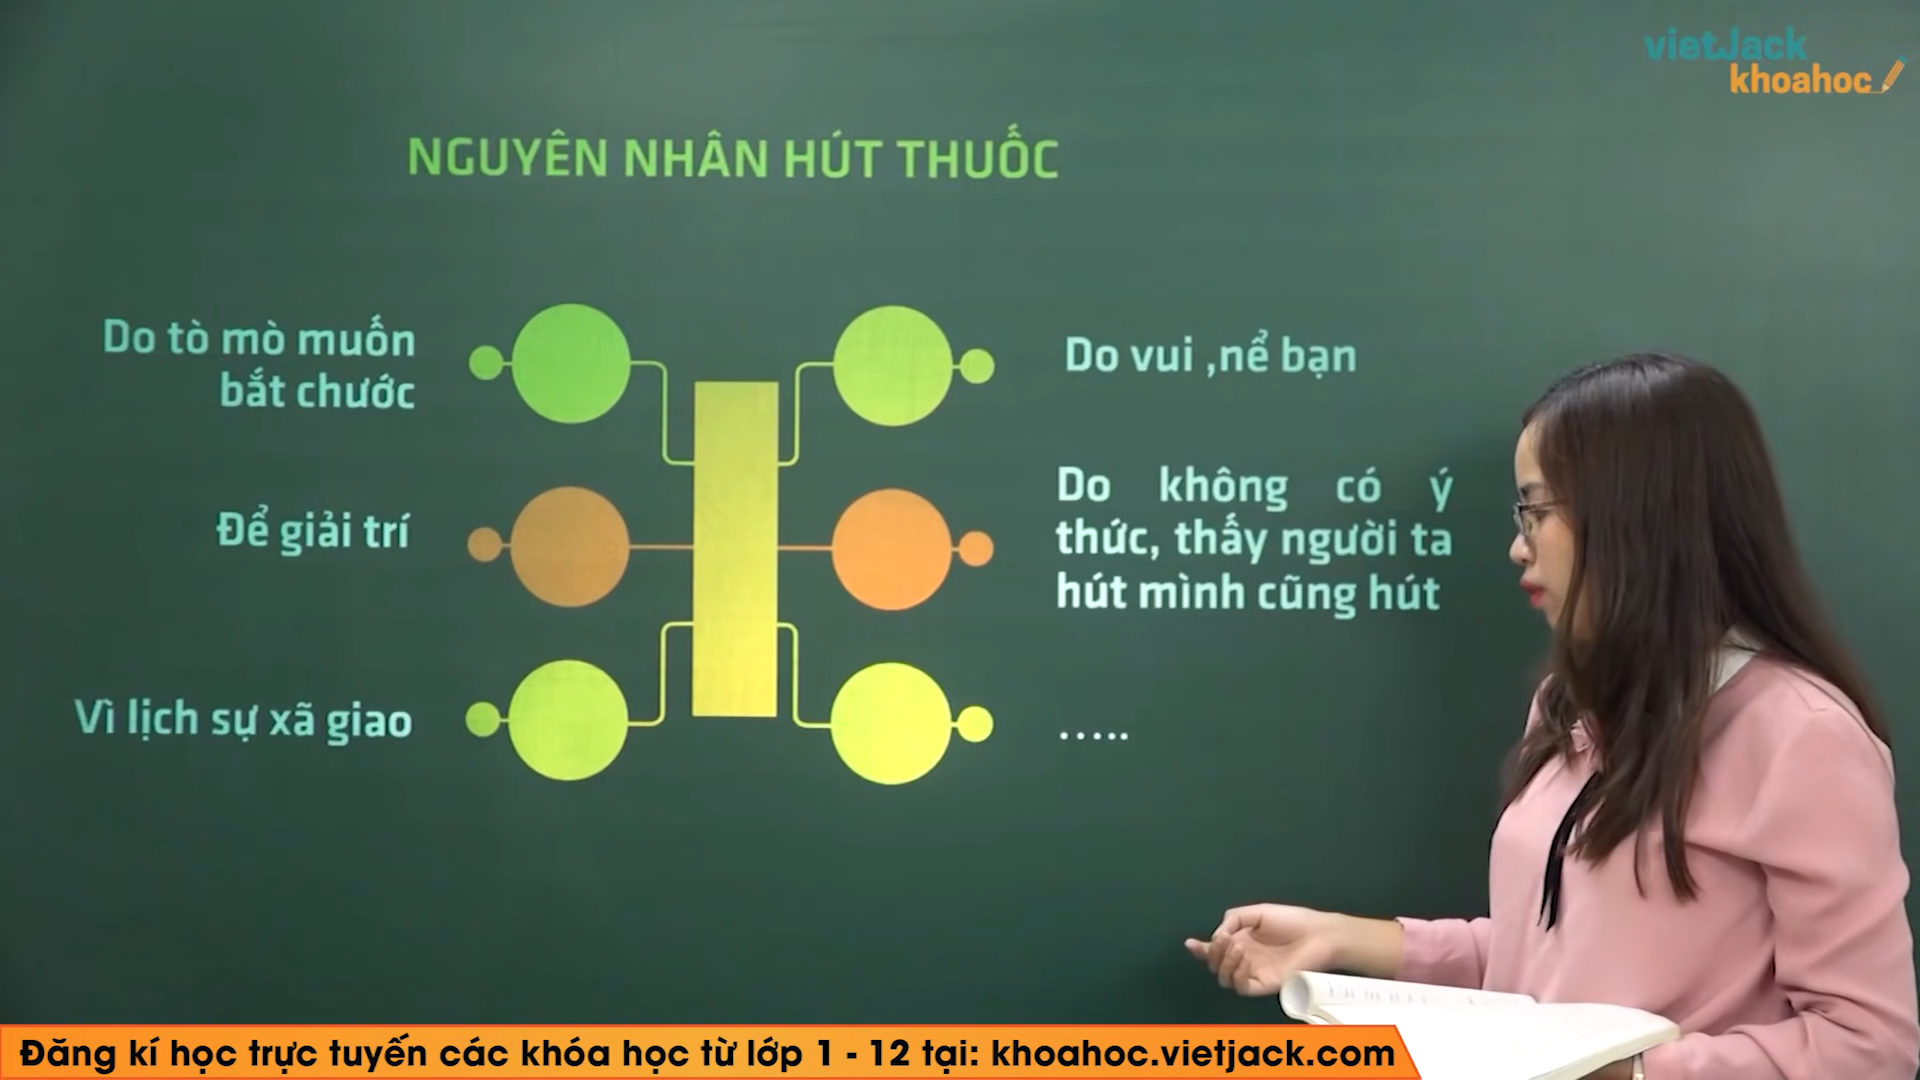 vietJack
khoahoc
NGUYÊN NHÂN HÚT THUỐC
Do tò mò muốn
bắt chước
Để giải trí
Vì lịch sự xã giao
Do vui ,nể bạn
Do không có ý
thức, thấy người ta
hút mình cũng hút
.....
Đăng kí học trực tuyến các khóa học từ lớp 1 - 12 tại: khoahoc.vietjack.com